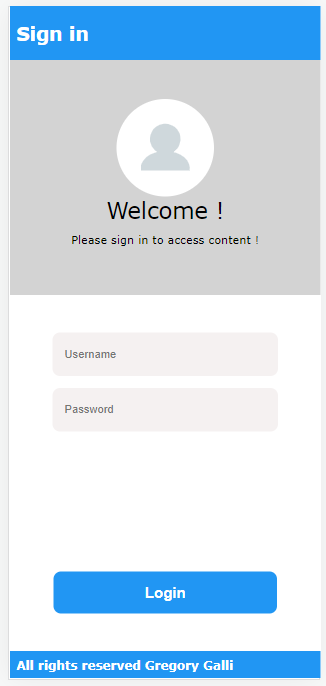 Sign in
Welcome !
Please sign in to access content !
Username
Password
Login
All rights reserved Gregory Galli